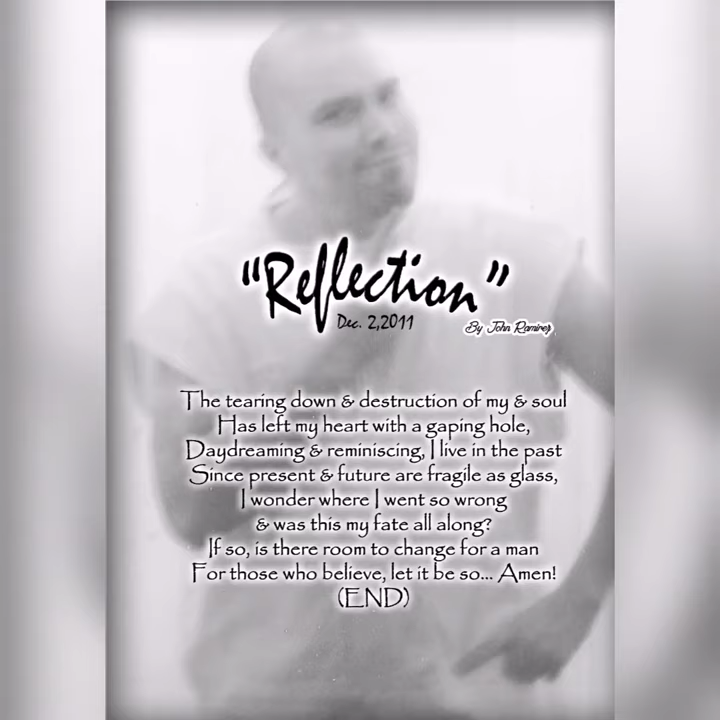 "Reflection"
Dec. 2,2011
By John Ramirez
The tearing down & destruction of my & soul
Has left my heart with a gaping hole,
Daydreaming & reminiscing, I live in the past
Since present & future are fragile as glass,
I wonder where I went so wrong
& was this my fate all along?
If so, is there room to change for a man
For those who believe, let it be so... Amen!
(END)